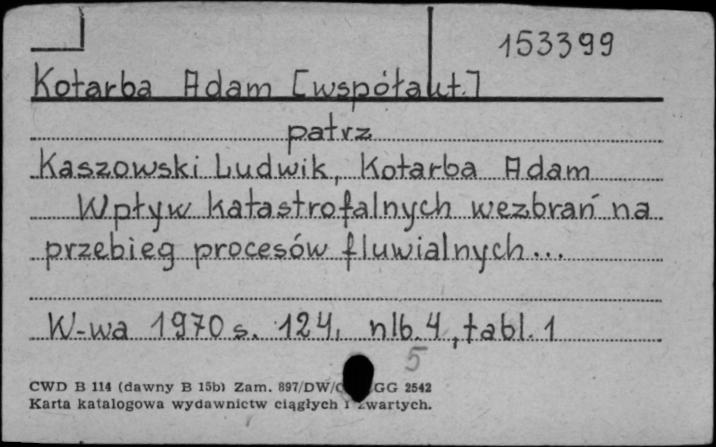 153399
Kotarba Adam [współaut.]
patrz
Kaszowski Ludwik, Kotarba Adam
Wpływ katastrofalnych wezbrań na
przebieg procesów fluwialnych...
W-wa 1970 s. 124, nlb. 4, tabl. 1
5
CWD B 114 (dawny B 15b) Zam. 897/DW/ GG 2542
Karta katalogowa wydawnictw ciągłych i zwartych.